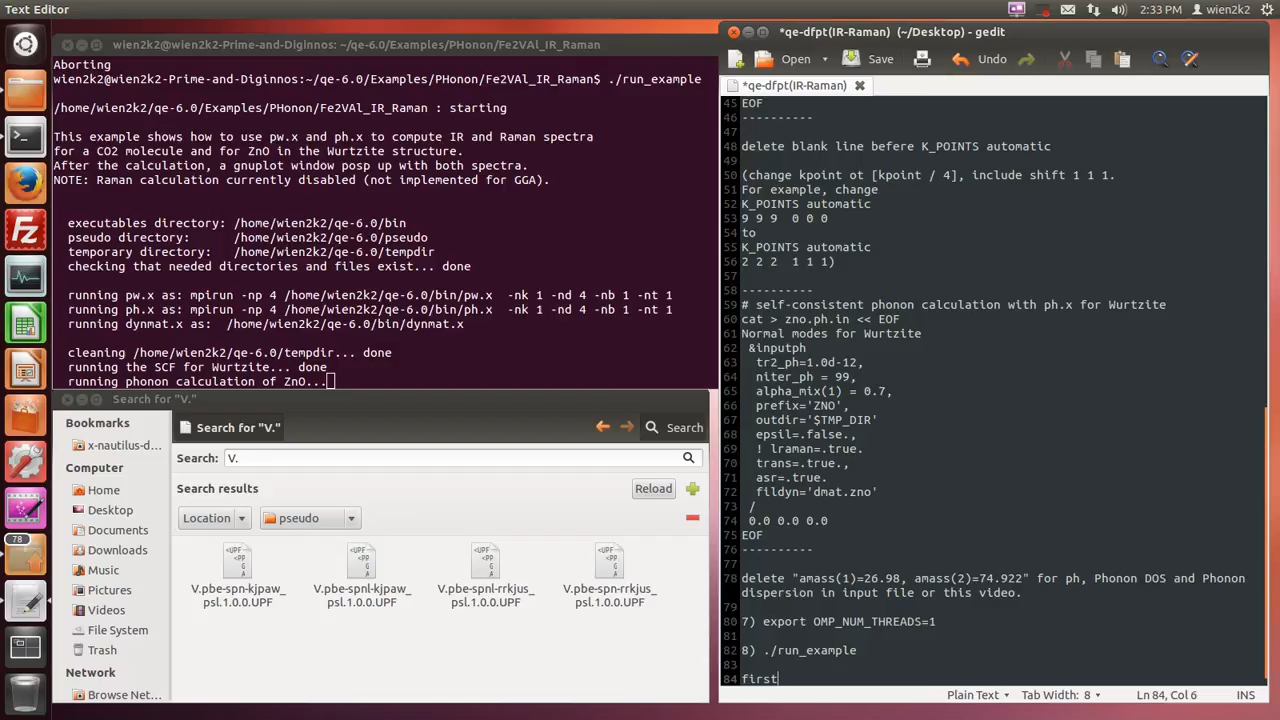 Text Editor
2:33 PM
wien2k2
wien2k2@wien2k2-Prime-and-Diginnos: ~/qe-6.0/Examples/PHonon/Fe2VAl_IR_Raman
Aborting
wien2k2@wien2k2-Prime-and-Diginnos:~/qe-6.0/Examples/PHonon/Fe2VAl_IR_Raman$ ./run_example
/home/wien2k2/qe-6.0/Examples/PHonon/Fe2VAl_IR_Raman : starting
This example shows how to use pw.x and ph.x to compute IR and Raman spectra
for a CO2 molecule and for ZnO in the Wurtzite structure.
After the calculation, a gnuplot window posp up with both spectra.
NOTE: Raman calculation currently disabled (not implemented for GGA).
executables directory: /home/wien2k2/qe-6.0/bin
pseudo directory:      /home/wien2k2/qe-6.0/pseudo
temporary directory:   /home/wien2k2/qe-6.0/tempdir
checking that needed directories and files exist... done
running pw.x as: mpirun -np 4 /home/wien2k2/qe-6.0/bin/pw.x  -nk 1 -nd 4 -nb 1 -nt 1
running ph.x as: mpirun -np 4 /home/wien2k2/qe-6.0/bin/ph.x  -nk 1 -nd 4 -nb 1 -nt 1
running dynmat.x as:  /home/wien2k2/qe-6.0/bin/dynmat.x
cleaning /home/wien2k2/qe-6.0/tempdir... done
running the SCF for Wurtzite... done
running phonon calculation of ZnO...
Search for "V."
Bookmarks
x-nautilus-d...
Computer
Home
Desktop
Documents
Downloads
Music
Pictures
Videos
File System
Trash
Network
Browse Net...
Search for "V."
Search
Search: V.
Search results
Reload
Location
pseudo
V.pbe-spn-kjpaw_
psl.1.0.0.UPF
V.pbe-spnl-kjpaw_
psl.1.0.0.UPF
V.pbe-spnl-rrkjus_
psl.1.0.0.UPF
V.pbe-spn-rrkjus_
psl.1.0.0.UPF
78
*qe-dfpt(IR-Raman) (~/Desktop) - gedit
Open
Save
Undo
*qe-dfpt(IR-Raman)
45 EOF
46 ----------
47
48 delete blank line befere K_POINTS automatic
49
50 (change kpoint ot [kpoint / 4], include shift 1 1 1.
51 For example, change
52 K_POINTS automatic
53 9 9 9  0 0 0
54 to
55 K_POINTS automatic
56 2 2 2  1 1 1)
57
58 ----------
59 # self-consistent phonon calculation with ph.x for Wurtzite
60 cat > zno.ph.in << EOF
61 Normal modes for Wurtzite
62  &inputph
63   tr2_ph=1.0d-12,
64   niter_ph = 99,
65   alpha_mix(1) = 0.7,
66   prefix='ZNO',
67   outdir='$TMP_DIR'
68   epsil=.false.,
69   ! lraman=.true.
70   trans=.true.,
71   asr=.true.
72   fildyn='dmat.zno'
73  /
74  0.0 0.0 0.0
75 EOF
76 ----------
77
78 delete "amass(1)=26.98, amass(2)=74.922" for ph, Phonon DOS and Phonon
dispersion in input file or this video.
79
80 7) export OMP_NUM_THREADS=1
81
82 8) ./run_example
83
84 first
Plain Text
Tab Width: 8
Ln 84, Col 6
INS